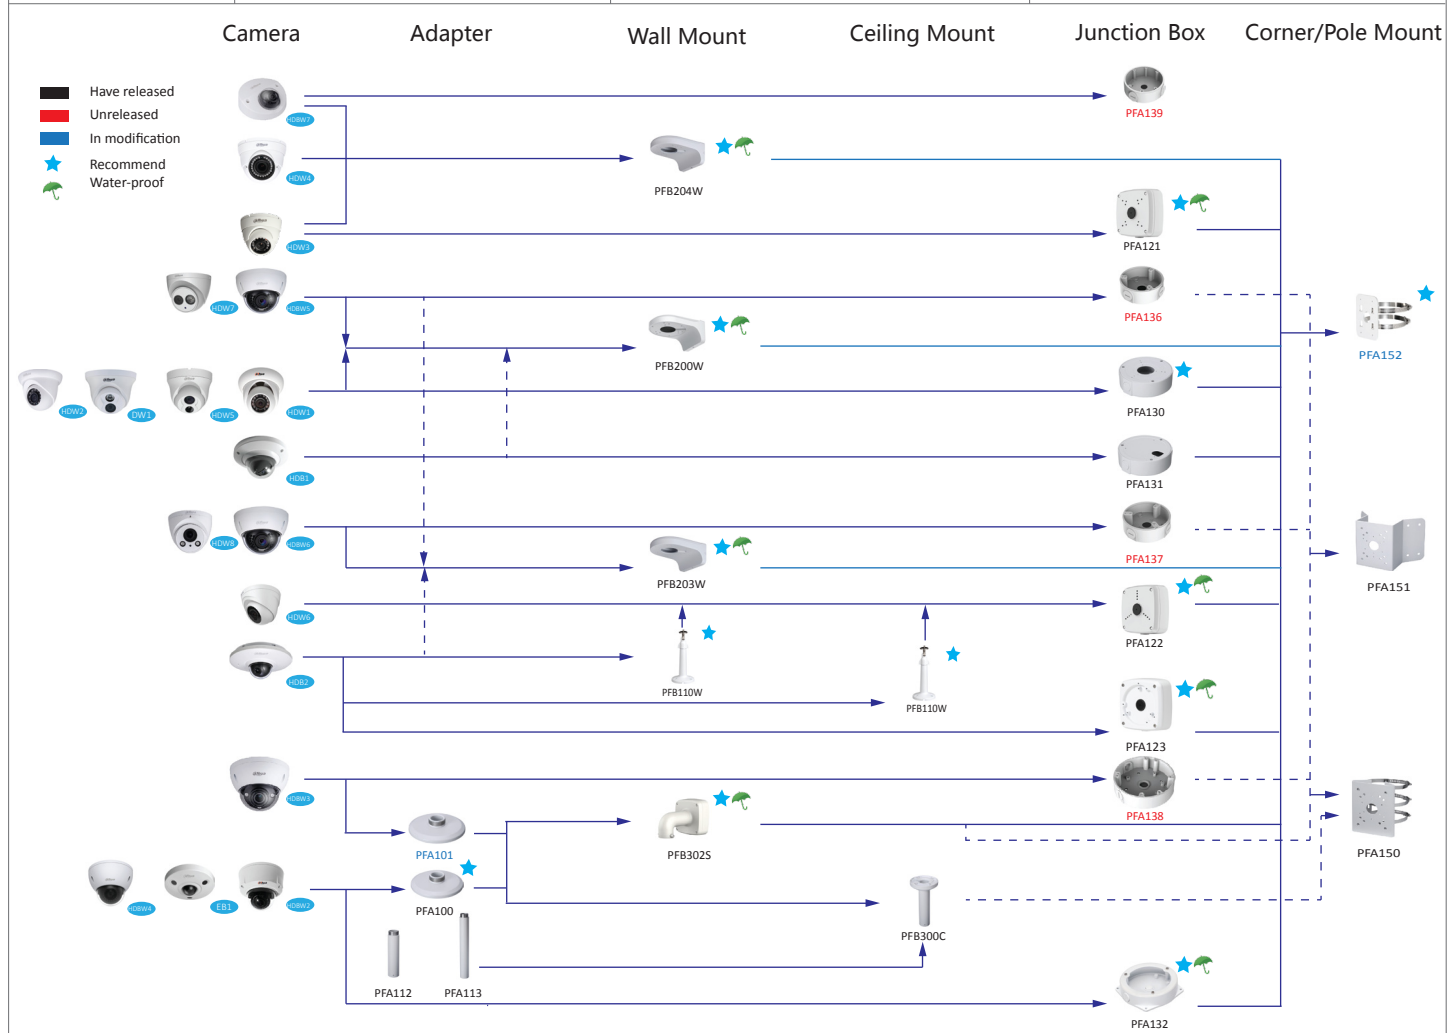 Camera
Adapter
Wall Mount
Ceiling Mount
Junction Box
Corner/Pole Mount
Have released
Unreleased
In modification
Recommend
Water-proof
HDBW7
PFA139
HDW4
PFB204W
HDW3
PFA121
HDW7
HDBW5
PFA136
PFB200W
PFA152
HDW2
DW1
HDW5
HDW1
PFA130
HDB1
PFA131
HDW8
HDBW6
PFA137
PFB203W
PFA151
HDW6
PFA122
HDB2
PFB110W
PFB110W
PFA123
HDBW3
PFA138
PFA101
PFB302S
PFA150
HDBW4
EB1
HDBW2
PFA100
PFB300C
PFA112
PFA113
PFA132